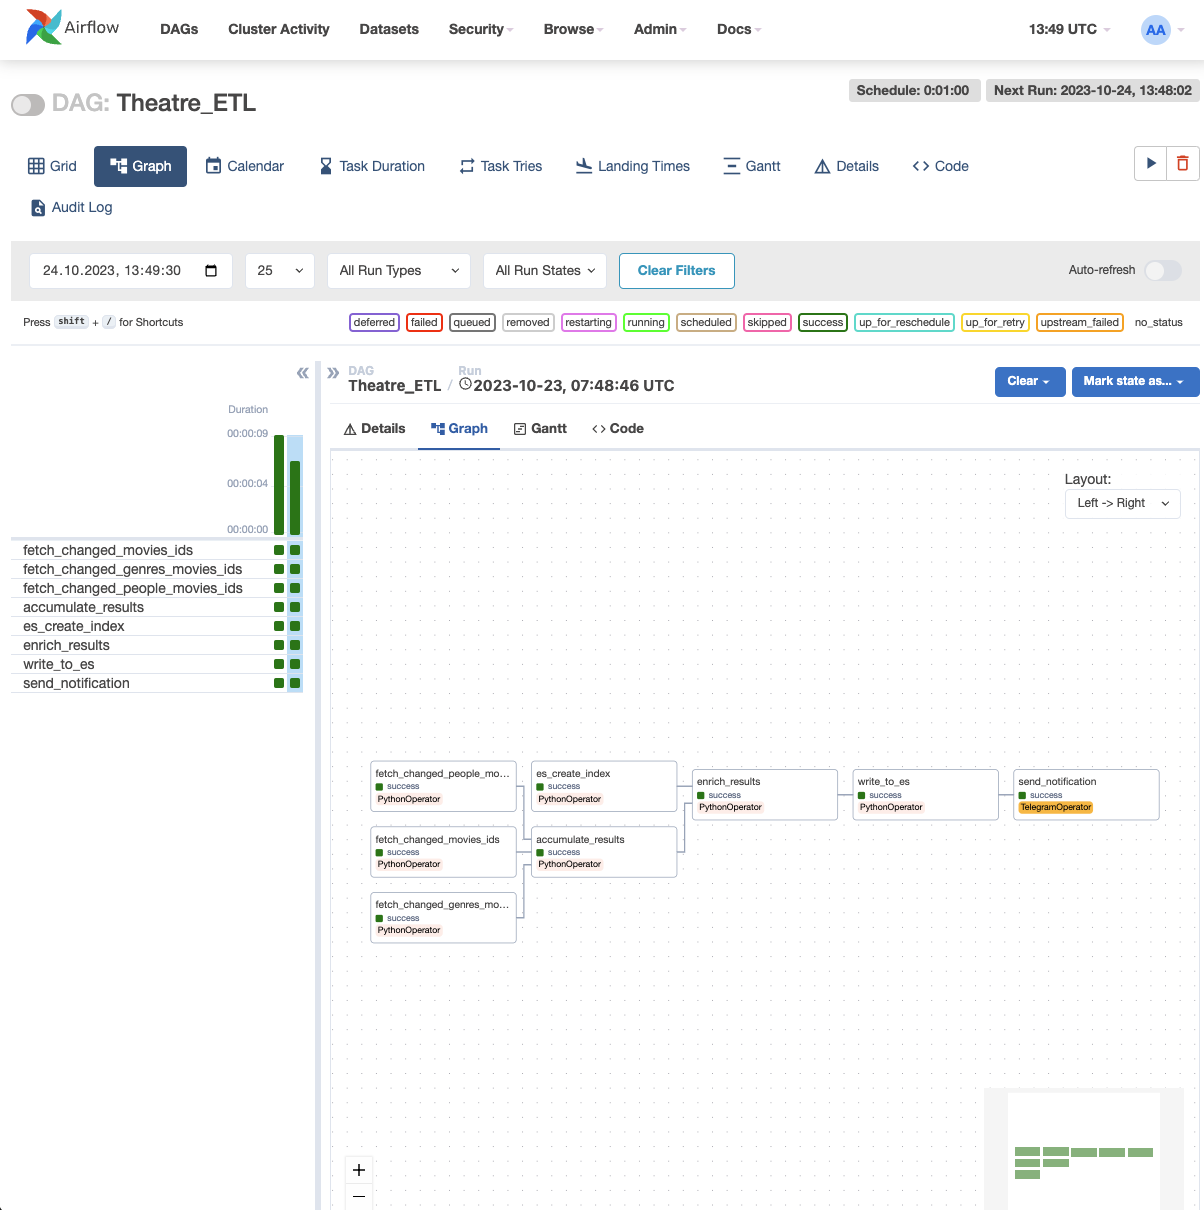 Airflow
DAGs Cluster Activity Datasets Security Browse Admin Docs 13:49 UTC AA
DAG: Theatre_ETL
Schedule: 0:01:00 Next Run: 2023-10-24, 13:48:02
Grid Graph Calendar Task Duration Task Tries Landing Times Gantt Details Code
Audit Log
24.10.2023, 13:49:30 25 All Run Types All Run States Clear Filters Auto-refresh
Press shift + / for Shortcuts deferred failed queued removed restarting running scheduled skipped success up_for_reschedule up_for_retry upstream_failed no_status
DAG Run
Theatre_ETL / 2023-10-23, 07:48:46 UTC
Clear Mark state as...
Details Graph Gantt Code
Duration
00:00:09
00:00:04
00:00:00
fetch_changed_movies_ids
fetch_changed_genres_movies_ids
fetch_changed_people_movies_ids
accumulate_results
es_create_index
enrich_results
write_to_es
send_notification
Layout:
Left -> Right
fetch_changed_people_mo...
success
PythonOperator
es_create_index
success
PythonOperator
enrich_results
success
PythonOperator
write_to_es
success
PythonOperator
send_notification
success
TelegramOperator
fetch_changed_movies_ids
success
PythonOperator
accumulate_results
success
PythonOperator
fetch_changed_genres_mo...
success
PythonOperator